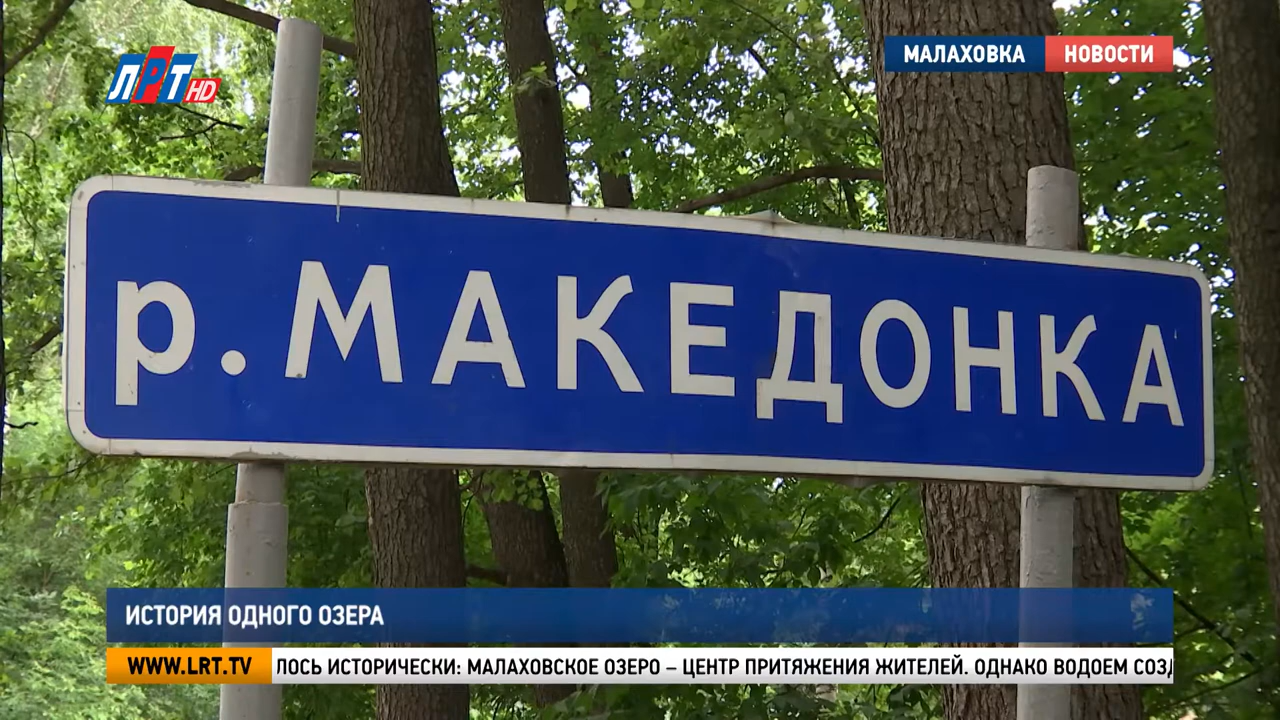 ЛРТ HD
МАЛАХОВКА НОВОСТИ
р. МАКЕДОНКА
ИСТОРИЯ ОДНОГО ОЗЕРА
WWW.LRT.TV ЛОСЬ ИСТОРИЧЕСКИ: МАЛАХОВСКОЕ ОЗЕРО – ЦЕНТР ПРИТЯЖЕНИЯ ЖИТЕЛЕЙ. ОДНАКО ВОДОЕМ СОЗД